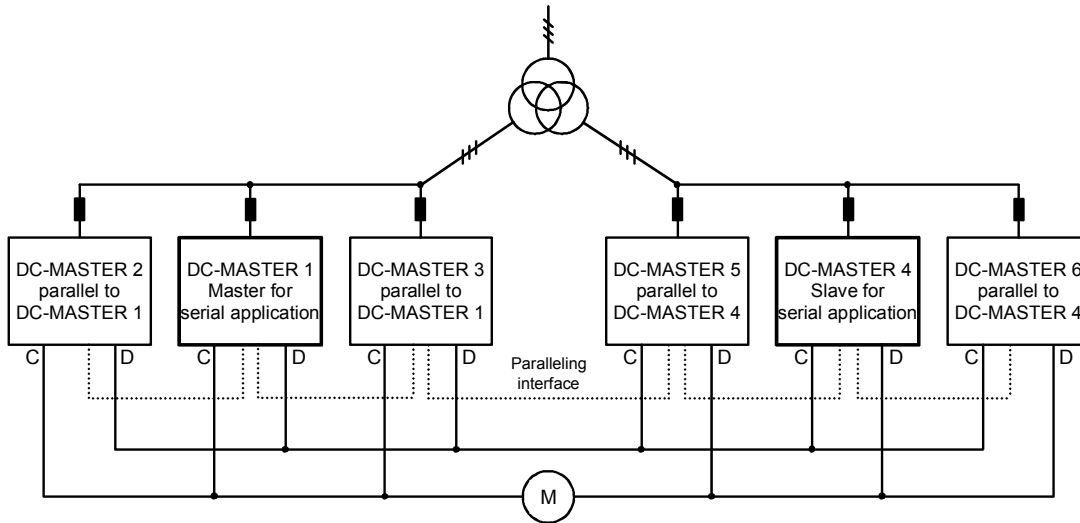 DC-MASTER 2
parallel to
DC-MASTER 1
DC-MASTER 1
Master for
serial application
DC-MASTER 3
parallel to
DC-MASTER 1
DC-MASTER 5
parallel to
DC-MASTER 4
DC-MASTER 4
Slave for
serial application
DC-MASTER 6
parallel to
DC-MASTER 4
C D C D C D C D C D C D
Paralleling
interface
M